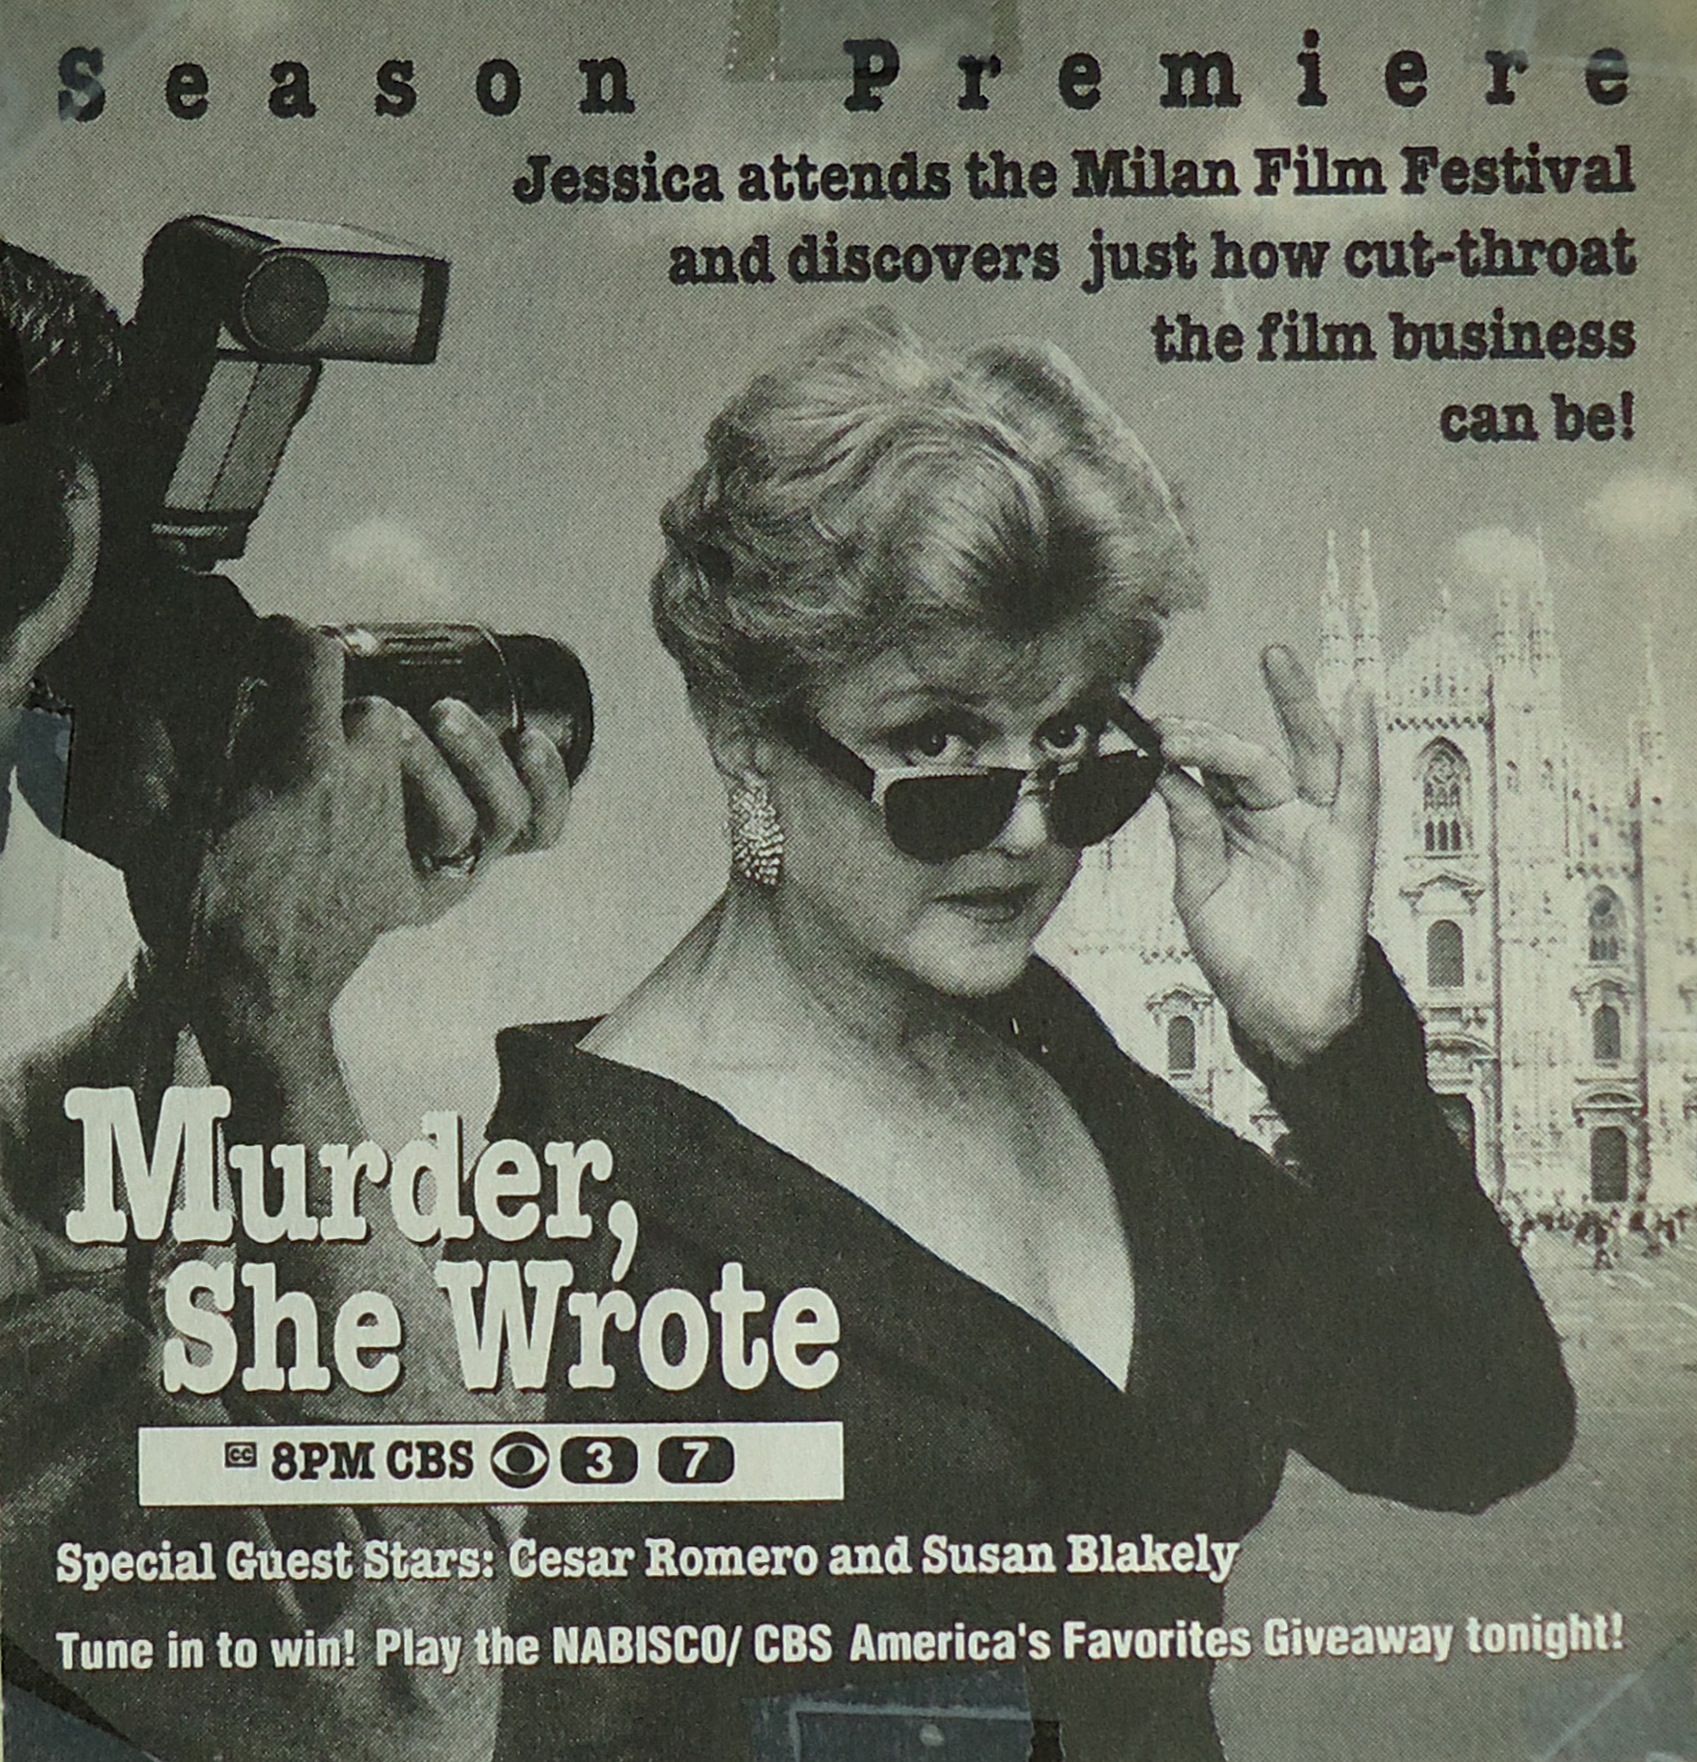 Season Premiere
Jessica attends the Milan Film Festival
and discovers just how cut-throat
the film business
can be!
Murder,
She Wrote
cc 8PM CBS 3 7
Special Guest Stars: Cesar Romero and Susan Blakely
Tune in to win! Play the NABISCO/ CBS America's Favorites Giveaway tonight!